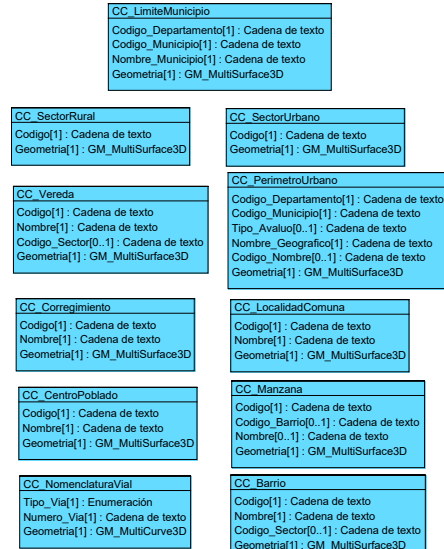 CC_LimiteMunicipio
Codigo_Departamento[1] : Cadena de texto
Codigo_Municipio[1] : Cadena de texto
Nombre_Municipio[1] : Cadena de texto
Geometria[1] : GM_MultiSurface3D
CC_SectorRural
Codigo[1] : Cadena de texto
Geometria[1] : GM_MultiSurface3D
CC_SectorUrbano
Codigo[1] : Cadena de texto
Geometria[1] : GM_MultiSurface3D
CC_Vereda
Codigo[1] : Cadena de texto
Nombre[1] : Cadena de texto
Codigo_Sector[0..1] : Cadena de texto
Geometria[1] : GM_MultiSurface3D
CC_PerimetroUrbano
Codigo_Departamento[1] : Cadena de texto
Codigo_Municipio[1] : Cadena de texto
Tipo_Avaluo[0..1] : Cadena de texto
Nombre_Geografico[1] : Cadena de texto
Codigo_Nombre[0..1] : Cadena de texto
Geometria[1] : GM_MultiSurface3D
CC_Corregimiento
Codigo[1] : Cadena de texto
Nombre[1] : Cadena de texto
Geometria[1] : GM_MultiSurface3D
CC_LocalidadComuna
Codigo[1] : Cadena de texto
Nombre[1] : Cadena de texto
Geometria[1] : GM_MultiSurface3D
CC_CentroPoblado
Codigo[1] : Cadena de texto
Nombre[1] : Cadena de texto
Geometria[1] : GM_MultiSurface3D
CC_Manzana
Codigo[1] : Cadena de texto
Codigo_Barrio[0..1] : Cadena de texto
Nombre[0..1] : Cadena de texto
Geometria[1] : GM_MultiSurface3D
CC_NomenclaturaVial
Tipo_Via[1] : Enumeración
Numero_Via[1] : Cadena de texto
Geometria[1] : GM_MultiCurve3D
CC_Barrio
Codigo[1] : Cadena de texto
Nombre[1] : Cadena de texto
Codigo_Sector[0..1] : Cadena de texto
Geometria[1] : GM_MultiSurface3D